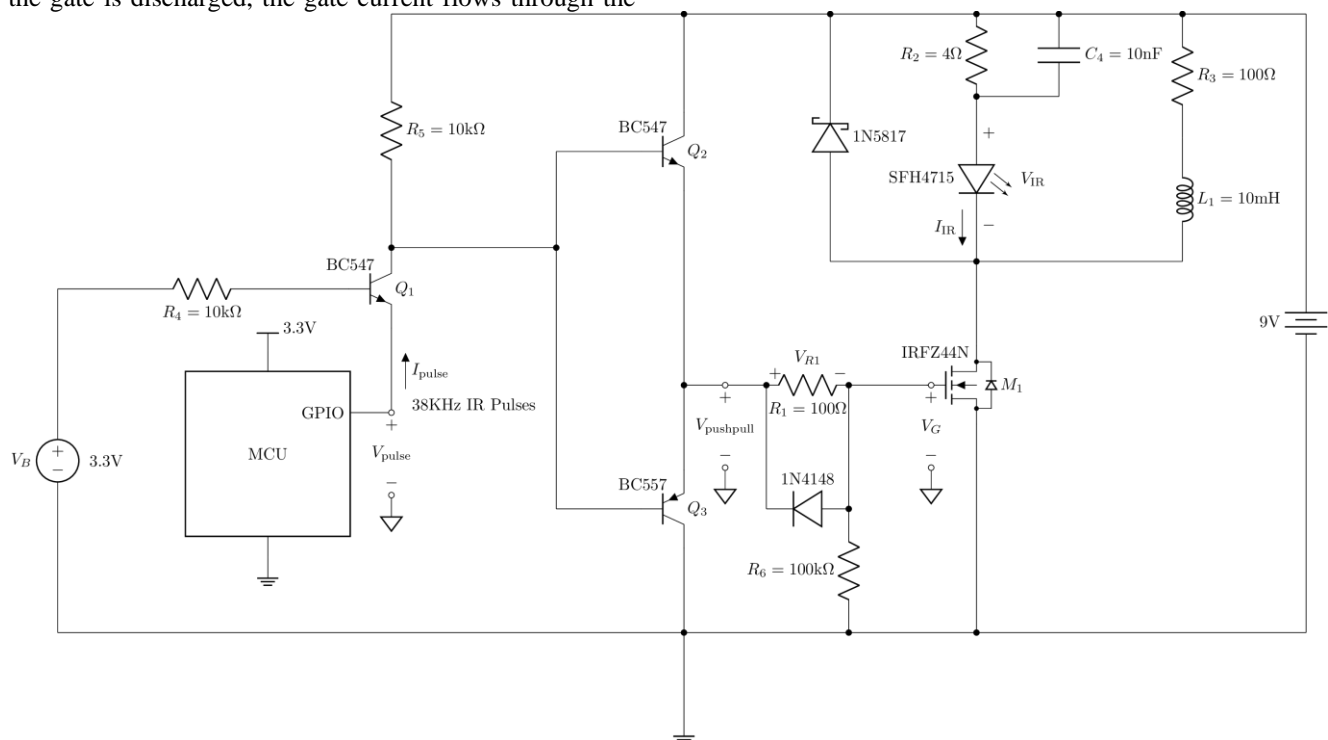 the gate is discharged, the gate current flows through the
R2 = 4Ω
C4 = 10nF
R3 = 100Ω
BC547
R5 = 10kΩ
Q2
1N5817
SFH4715
+
VIR
L1 = 10mH
IIR
−
BC547
Q1
R4 = 10kΩ
3.3V
9V
Ipulse
VR1
IRFZ44N
+
−
M1
GPIO
38KHz IR Pulses
R1 = 100Ω
+
Vpulse
−
+
Vpushpull
−
+
VG
−
VB
+
−
3.3V
MCU
BC557
Q3
1N4148
R6 = 100kΩ